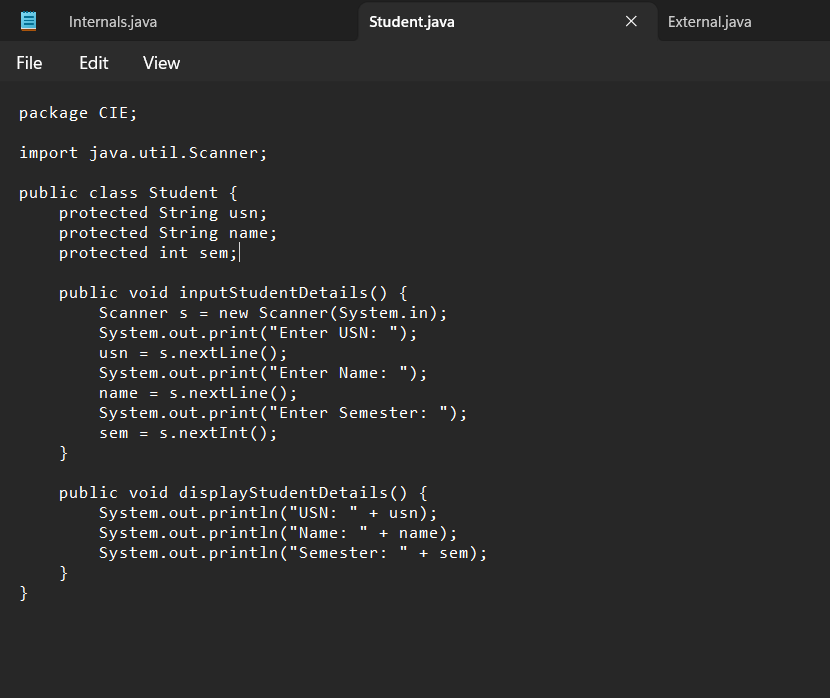 Internals.java
Student.java
External.java
File
Edit
View
package CIE;
import java.util.Scanner;
public class Student {
    protected String usn;
    protected String name;
    protected int sem;
    public void inputStudentDetails() {
        Scanner s = new Scanner(System.in);
        System.out.print("Enter USN: ");
        usn = s.nextLine();
        System.out.print("Enter Name: ");
        name = s.nextLine();
        System.out.print("Enter Semester: ");
        sem = s.nextInt();
    }
    public void displayStudentDetails() {
        System.out.println("USN: " + usn);
        System.out.println("Name: " + name);
        System.out.println("Semester: " + sem);
    }
}